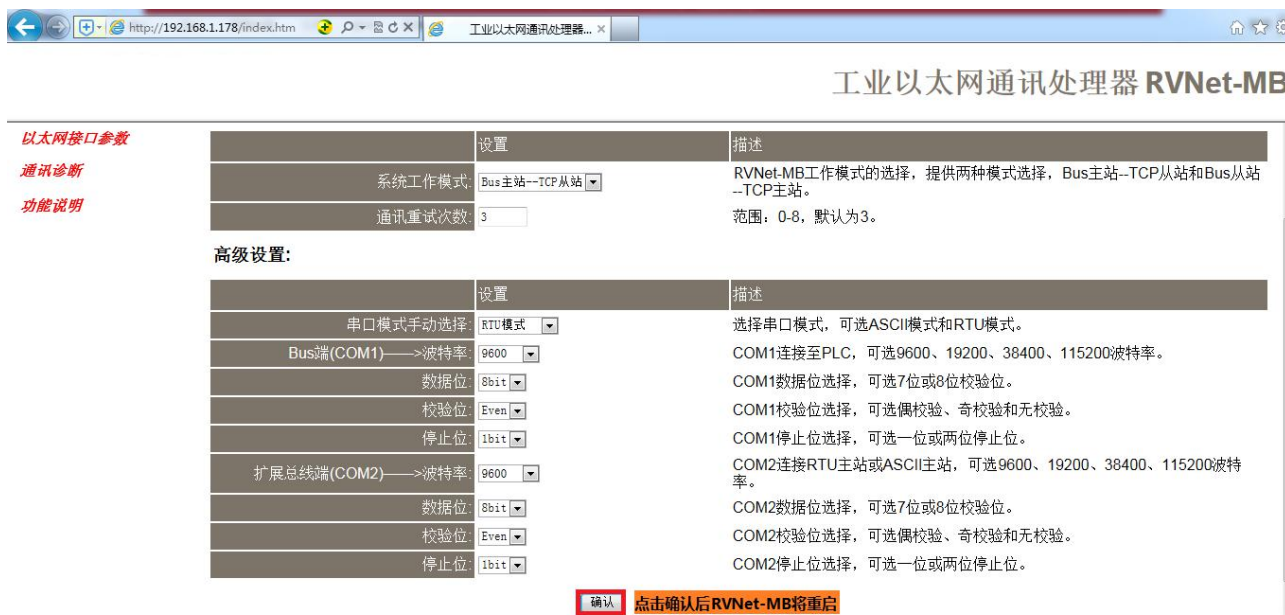 http://192.168.1.178/index.htm
工业以太网通讯处理器...
工业以太网通讯处理器 RVNet-MB
以太网接口参数
通讯诊断
功能说明
设置 描述
系统工作模式: Bus主站--TCP从站 RVNet-MB工作模式的选择，提供两种模式选择，Bus主站--TCP从站和Bus从站
--TCP主站。
通讯重试次数: 3 范围：0-8，默认为3。
高级设置:
设置 描述
串口模式手动选择: RTU模式 选择串口模式，可选ASCII模式和RTU模式。
Bus端(COM1)——>波特率: 9600 COM1连接至PLC，可选9600、19200、38400、115200波特率。
数据位: 8bit COM1数据位选择，可选7位或8位校验位。
校验位: Even COM1校验位选择，可选偶校验、奇校验和无校验。
停止位: 1bit COM1停止位选择，可选一位或两位停止位。
扩展总线端(COM2)——>波特率: 9600 COM2连接RTU主站或ASCII主站，可选9600、19200、38400、115200波特
率。
数据位: 8bit COM2数据位选择，可选7位或8位校验位。
校验位: Even COM2校验位选择，可选偶校验、奇校验和无校验。
停止位: 1bit COM2停止位选择，可选一位或两位停止位。
确认 点击确认后RVNet-MB将重启